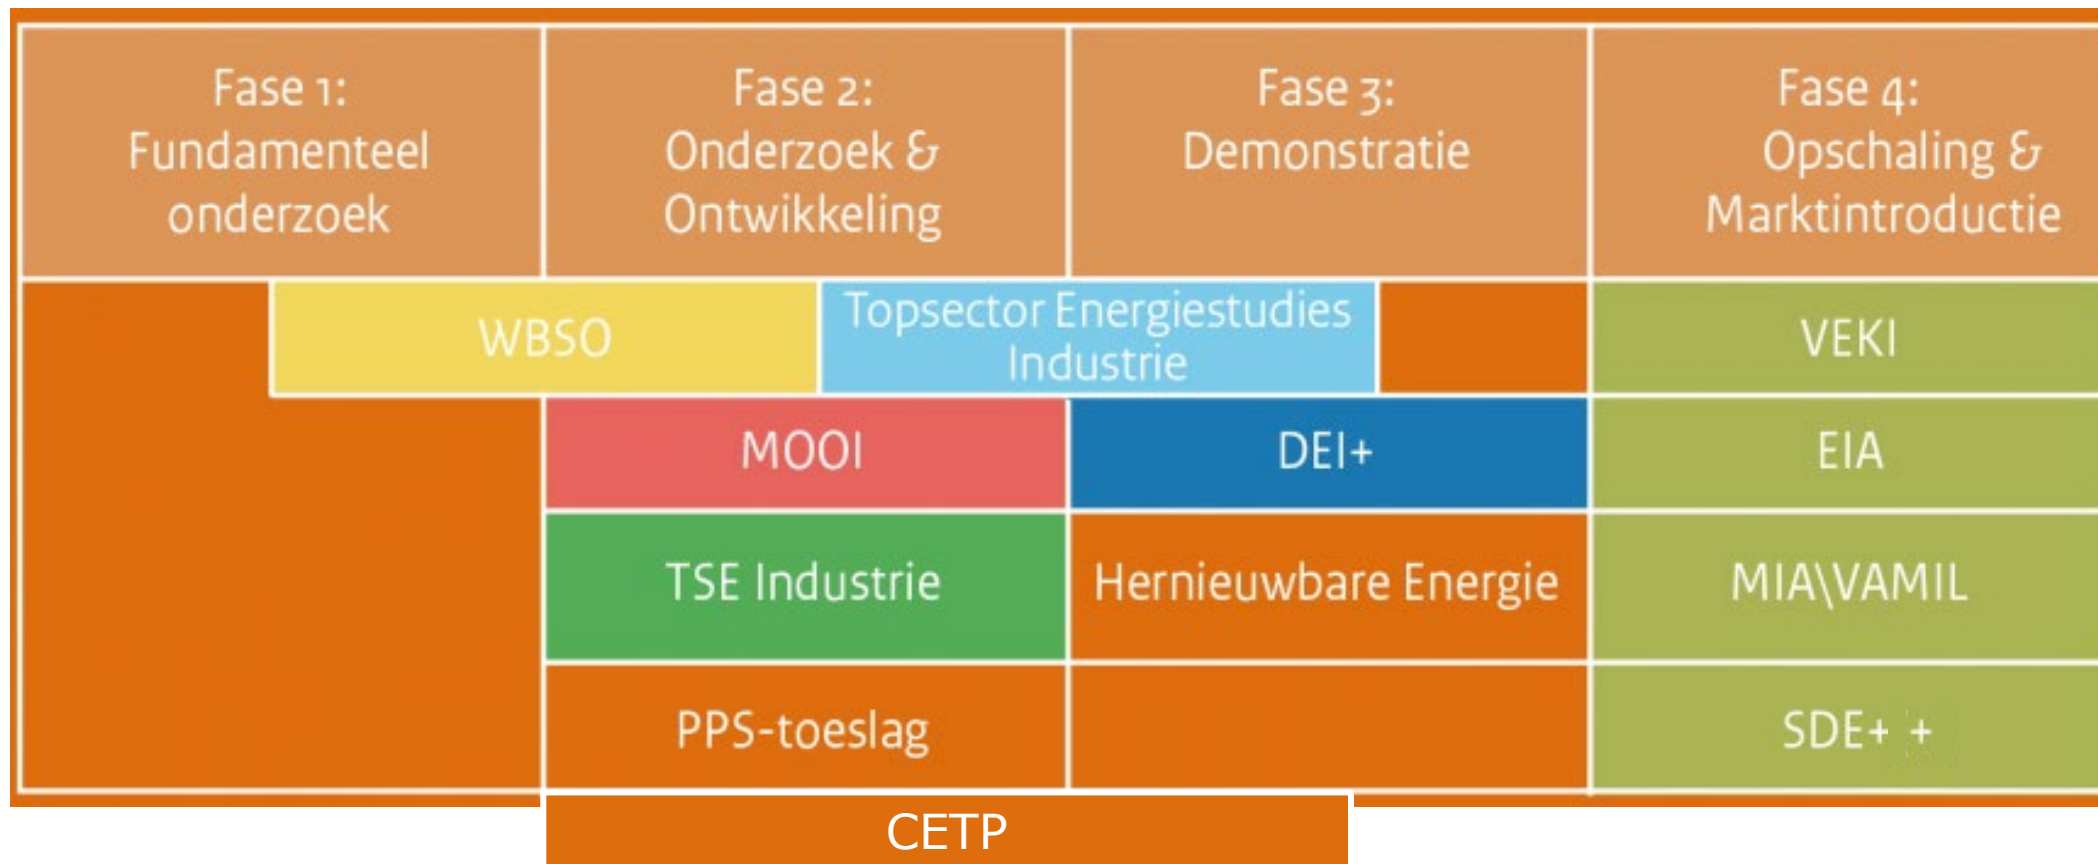 Fase 1:
Fundamenteel
onderzoek
Fase 2:
Onderzoek &
Ontwikkeling
Fase 3:
Demonstratie
Fase 4:
Opschaling &
Marktintroductie
WBSO
Topsector Energiestudies
Industrie
VEKI
MOOI
DEI+
EIA
TSE Industrie
Hernieuwbare Energie
MIA\VAMIL
PPS-toeslag
SDE+ +
CETP